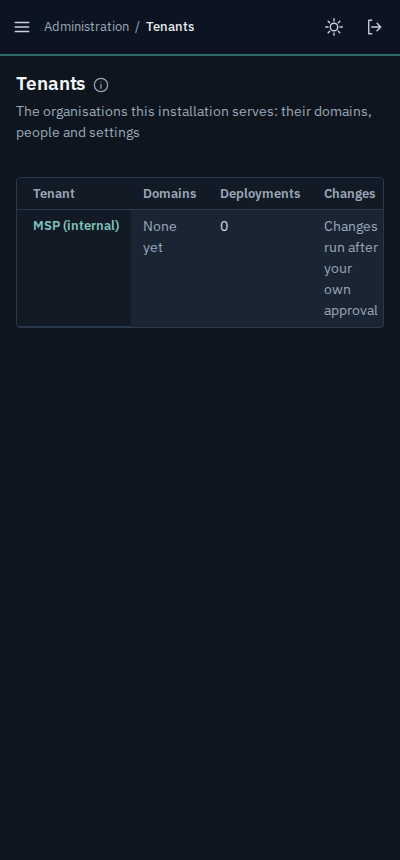 Administration / Tenants
Tenants
The organisations this installation serves: their domains,
people and settings
Tenant Domains Deployments Changes
MSP (internal) None yet 0 Changes run after your own approval